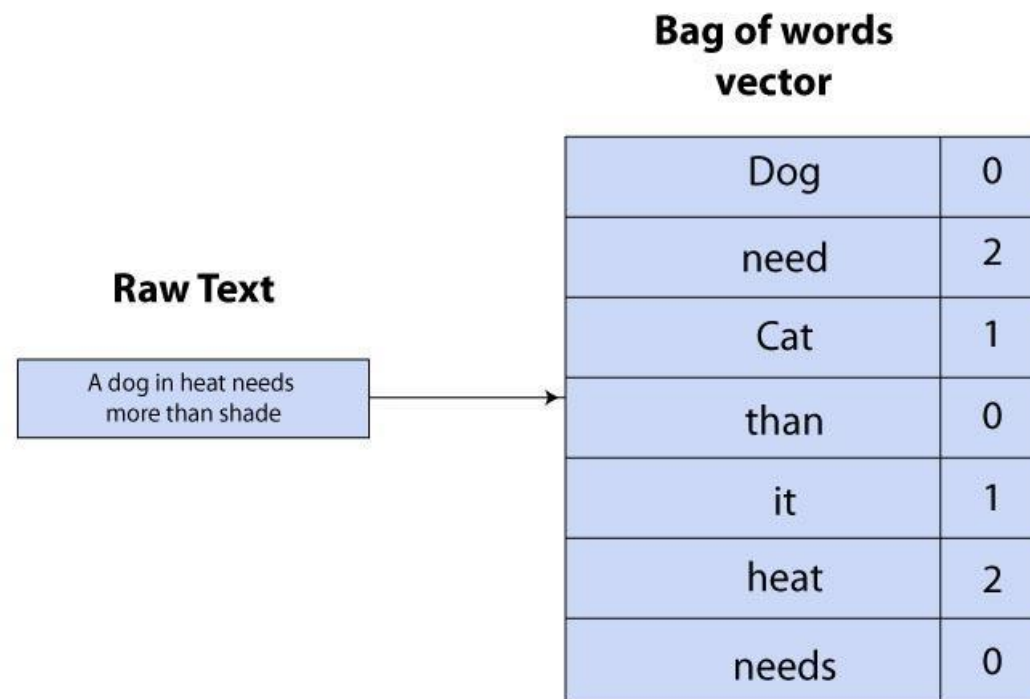 Bag of words
vector
Raw Text
A dog in heat needs
more than shade
Dog 0
need 2
Cat 1
than 0
it 1
heat 2
needs 0